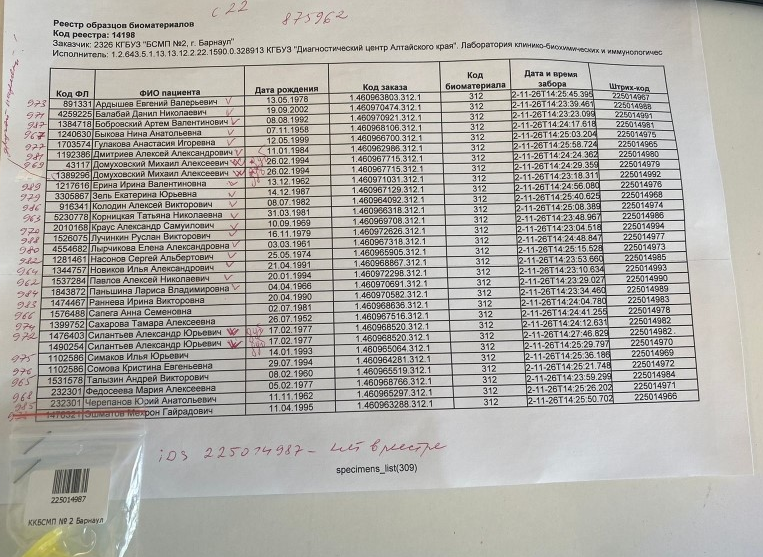 С 22 875962
Реестр образцов биоматериалов
Код реестра: 14198
Заказчик: 2326 КГБУЗ "БСМП №2, г. Барнаул"
Исполнитель: 1.2.643.5.1.13.13.12.2.22.1590.0.328913 КГБУЗ "Диагностический центр Алтайского края". Лаборатория клинико-биохимических и иммунологичес
Код ФЛ ФИО пациента Дата рождения Код заказа Код биоматериала Дата и время забора Штрих-код
891331 Ардышев Евгений Валерьевич 13.05.1978 1.460963803.312.1 312 2-11-26T14:25:45.395 225014967
4259225 Балабай Данил Николаевич 19.09.2002 1.460970474.312.1 312 2-11-26T14:23:39.461 225014988
1384718 Бобровский Артем Валентинович 08.08.1992 1.460970921.312.1 312 2-11-26T14:23:23.099 225014991
1240630 Быкова Нина Анатольевна 07.11.1958 1.460968106.312.1 312 2-11-26T14:24:17.618 225014981
1703574 Гулакова Анастасия Игоревна 12.05.1999 1.460966700.312.1 312 2-11-26T14:25:03.204 225014975
1192386 Дмитриев Алексей Александрович 11.01.1984 1.460962986.312.1 312 2-11-26T14:25:58.724 225014965
43117 Домуховский Михаил Алексеевич 26.02.1994 1.460967715.312.1 312 2-11-26T14:24:24.362 225014980
1389296 Домуховский Михаил Алексеевич 26.02.1994 1.460967715.312.1 312 2-11-26T14:24:29.359 225014979
1217616 Ерина Ирина Валентиновна 13.12.1962 1.460971031.312.1 312 2-11-26T14:23:18.311 225014992
3305867 Зель Екатерина Юрьевна 14.12.1987 1.460967129.312.1 312 2-11-26T14:24:56.080 225014976
916341 Алексей Викторович 08.07.1982 1.460964092.312.1 312 2-11-26T14:25:40.625 225014968
5230778 Корницкая Татьяна Николаевна 31.03.1981 1.460966318.312.1 312 2-11-26T14:25:08.389 225014974
2010168 Краус Александр Самуилович 10.09.1969 1.460969708.312.1 312 2-11-26T14:23:48.967 225014986
1526075 Лучинкин Руслан Викторович 16.11.1979 1.460972626.312.1 312 2-11-26T14:23:04.518 225014994
4554682 Лырчикова Елена Александровна 03.03.1961 1.460967318.312.1 312 2-11-26T14:24:48.847 225014977
1281461 Насонов Сергей Альбертович 25.05.1974 1.460965905.312.1 312 2-11-26T14:25:15.528 225014973
1344757 Новиков Илья Александрович 21.04.1991 1.460968867.312.1 312 2-11-26T14:23:53.660 225014985
1537284 Павлов Алексей Николаевич 20.01.1994 1.460972298.312.1 312 2-11-26T14:23:10.634 225014993
1843872 Паньшина Лариса Владимировна 04.04.1966 1.460970691.312.1 312 2-11-26T14:23:29.027 225014990
1474467 Раннева Ирина Викторовна 20.04.1990 1.460970582.312.1 312 2-11-26T14:23:34.460 225014989
1576488 Сапега Анна Семеновна 02.07.1981 1.460968636.312.1 312 2-11-26T14:24:04.780 225014983
1399752 Сахарова Тамара Алексеевна 26.07.1952 1.460967516.312.1 312 2-11-26T14:24:41.255 225014978
1476403 Силантьев Александр Юрьевич 17.02.1977 1.460968520.312.1 312 2-11-26T14:24:12.631 225014982
1490254 Силантьев Александр Юрьевич 17.02.1977 1.460968520.312.1 312 2-11-26T14:27:46.829 225014982
1102586 Симаков Илья Юрьевич 14.01.1993 1.460965064.312.1 312 2-11-26T14:25:29.797 225014970
1102586 Сомова Кристина Евгеньевна 29.07.1994 1.460964281.312.1 312 2-11-26T14:25:36.186 225014969
1531578 Талызин Андрей Викторович 08.02.1960 1.460965519.312.1 312 2-11-26T14:25:21.748 225014972
232301 Федосеева Мария Алексеевна 05.02.1977 1.460968766.312.1 312 2-11-26T14:23:59.299 225014984
232301 Черепанов Юрий Анатольевич 11.11.1962 1.460965297.312.1 312 2-11-26T14:25:26.202 225014971
1476321 Эшматов Мехрон Гайрадович 11.04.1995 1.460963288.312.1 312 2-11-26T14:25:50.702 225014966
225014987 - нет в реестре
specimens_list(309)
225014987
ККБСМП № 2 Барнаул